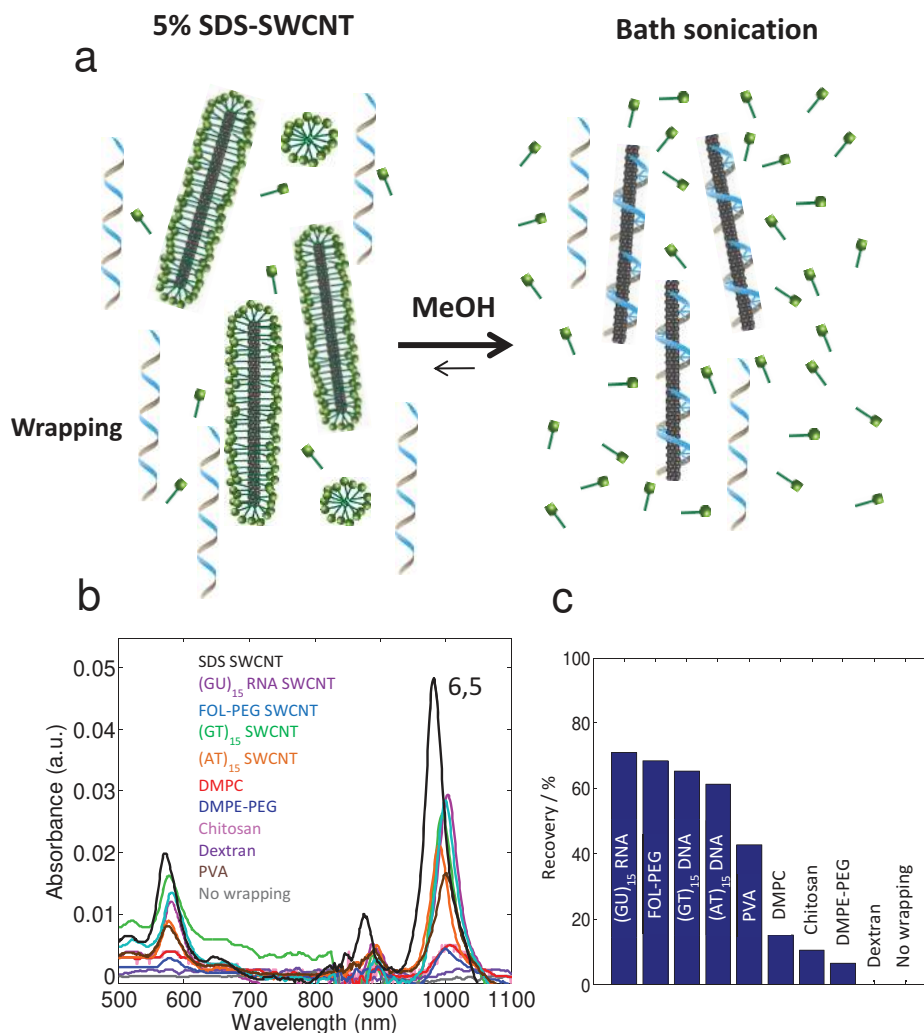 5% SDS-SWCNT
Bath sonication
a
MeOH
Wrapping
b
Absorbance (a.u.)
0.05
0.04
0.03
0.02
0.01
0
SDS SWCNT
(GU)15 RNA SWCNT
FOL-PEG SWCNT
(GT)15 SWCNT
(AT)15 SWCNT
DMPC
DMPE-PEG
Chitosan
Dextran
PVA
No wrapping
6,5
500 600 700 800 900 1000 1100
Wavelength (nm)
c
Recovery / %
100
80
60
40
20
0
(GU)15 RNA
FOL-PEG
(GT)15 DNA
(AT)15 DNA
PVA
DMPC
Chitosan
DMPE-PEG
Dextran
No wrapping